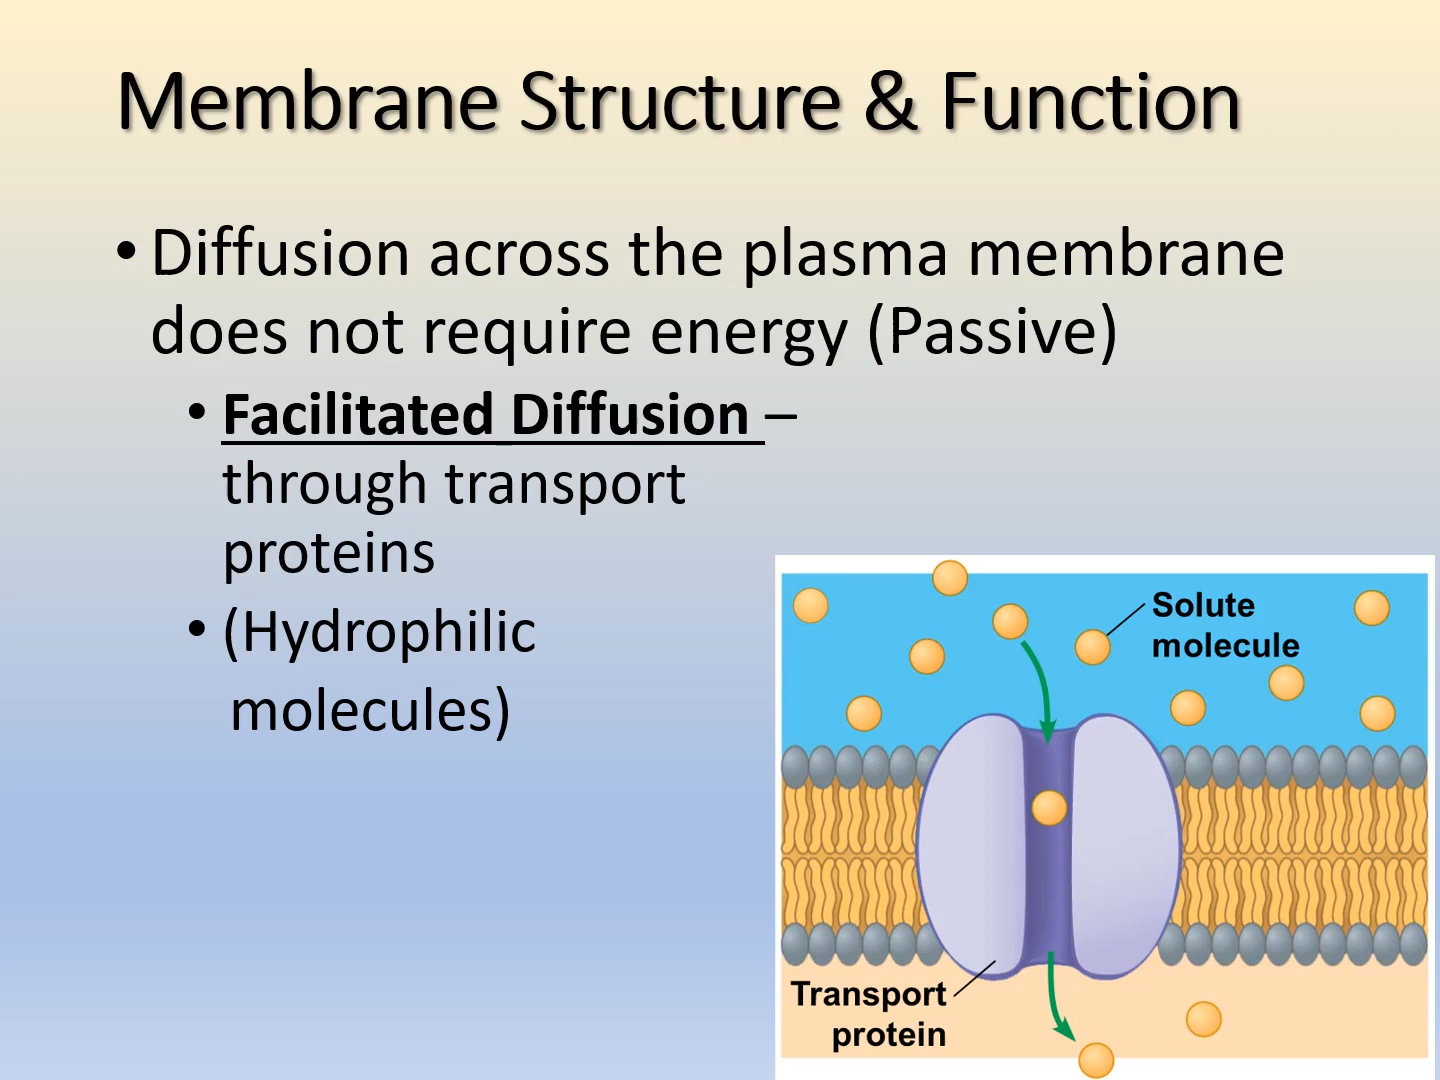 Membrane Structure & Function
• Diffusion across the plasma membrane
does not require energy (Passive)
• Facilitated Diffusion –
through transport
proteins
• (Hydrophilic
molecules)
Solute
molecule
Transport
protein